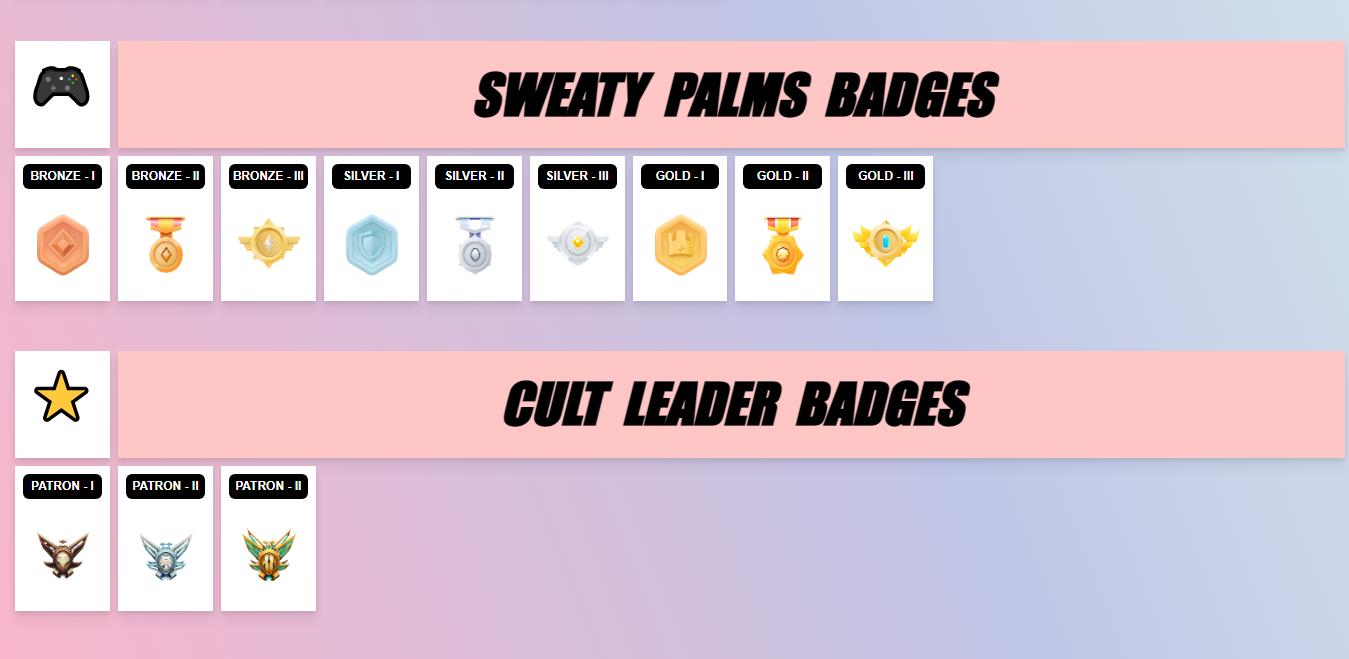 SWEATY PALMS BADGES
BRONZE - I
BRONZE - II
BRONZE - III
SILVER - I
SILVER - II
SILVER - III
GOLD - I
GOLD - II
GOLD - III
CULT LEADER BADGES
PATRON - I
PATRON - II
PATRON - II